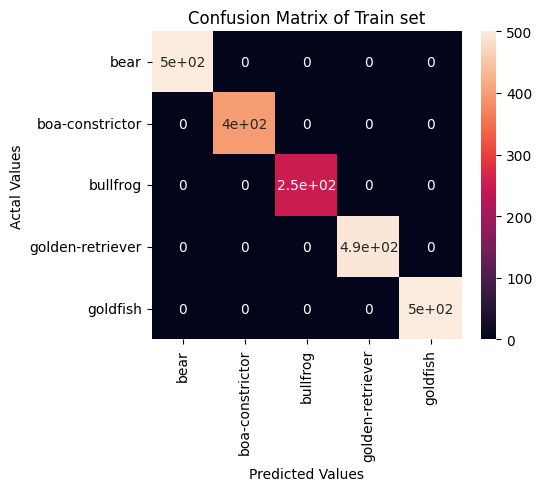 Confusion Matrix of Train set
Actal Values
bear 5e+02 0 0 0 0
boa-constrictor 0 4e+02 0 0 0
bullfrog 0 0 2.5e+02 0 0
golden-retriever 0 0 0 4.9e+02 0
goldfish 0 0 0 0 5e+02
bear boa-constrictor bullfrog golden-retriever goldfish
Predicted Values
500
400
300
200
100
0